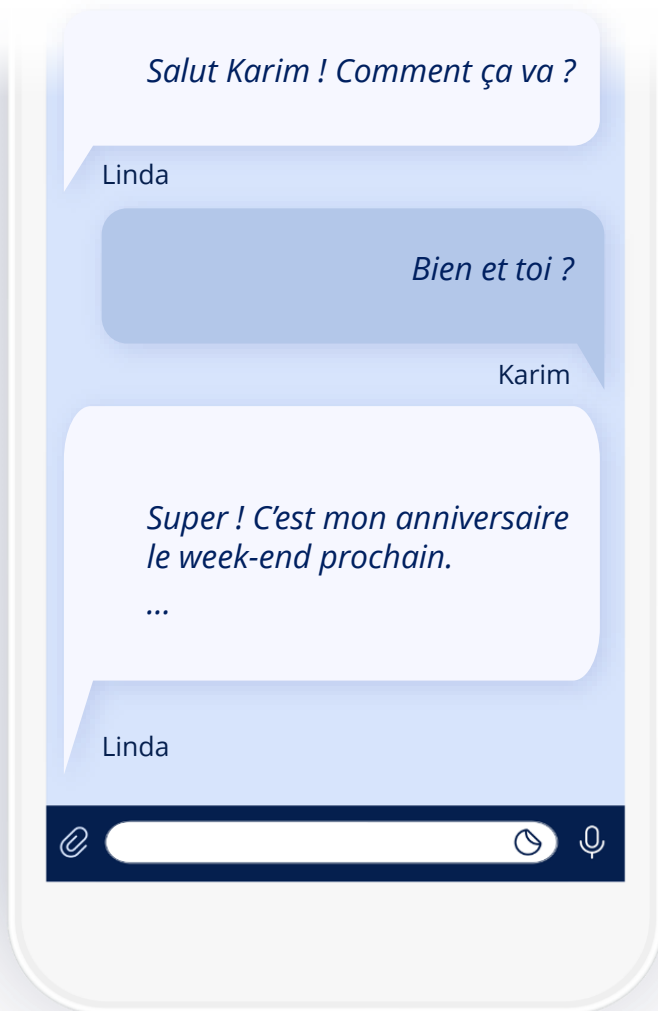 Salut Karim ! Comment ça va ?
Linda
Bien et toi ?
Karim
Super ! C’est mon anniversaire
le week-end prochain.
...
Linda